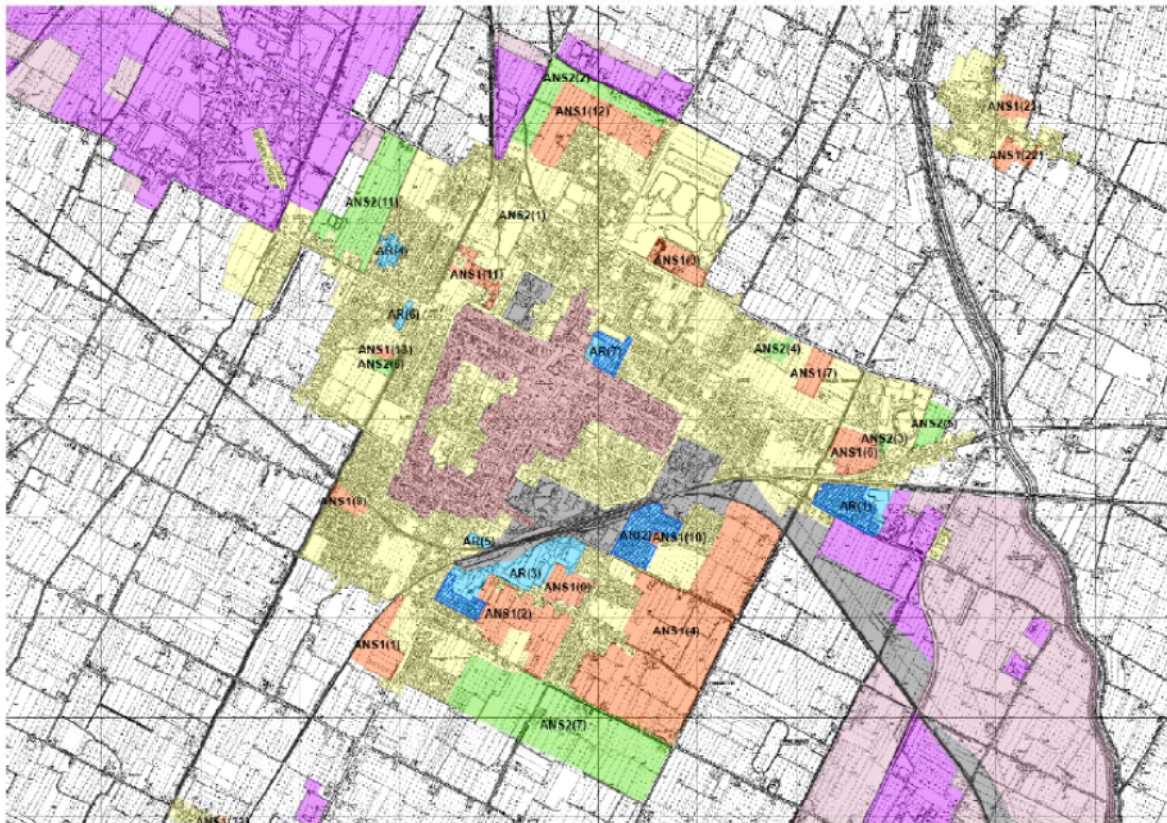 ANS2(2)
ANS1(12)
ANS1(23)
ANS1(22)
ANS2(11)
ANS2(1)
AR(4)
ANS1(3)
ANS1(11)
AR(6)
ANS1(13)
ANS2(6)
AR(7)
ANS2(4)
ANS1(7)
ANS2(5)
ANS2(3)
ANS1(6)
ANS1(8)
AR(1)
AR(2)
ANS1(10)
AR(5)
AR(3)
ANS1(9)
ANS1(2)
ANS1(4)
ANS1(1)
ANS2(7)